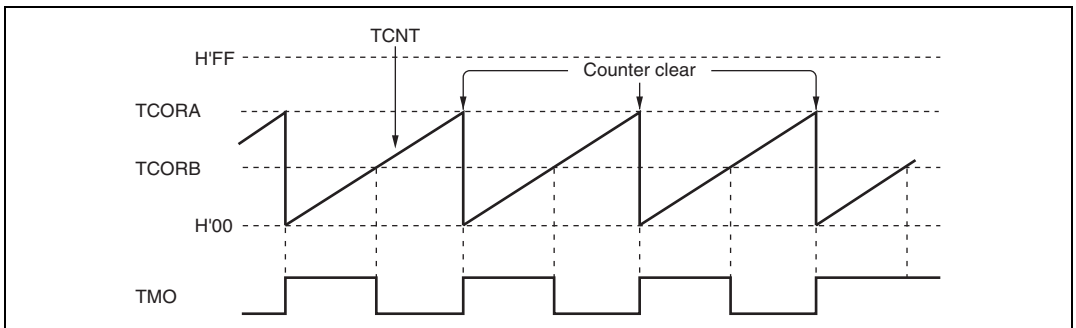 TCNT
H'FF
Counter clear
TCORA
TCORB
H'00
TMO